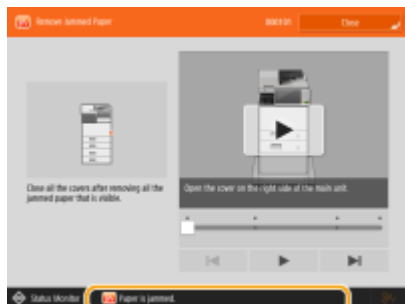 Remove Jammed Paper
Close
Close all the covers after removing all the
jammed paper that is visible.
Open the cover on the right side of the main unit.
Status Monitor
Paper is jammed.